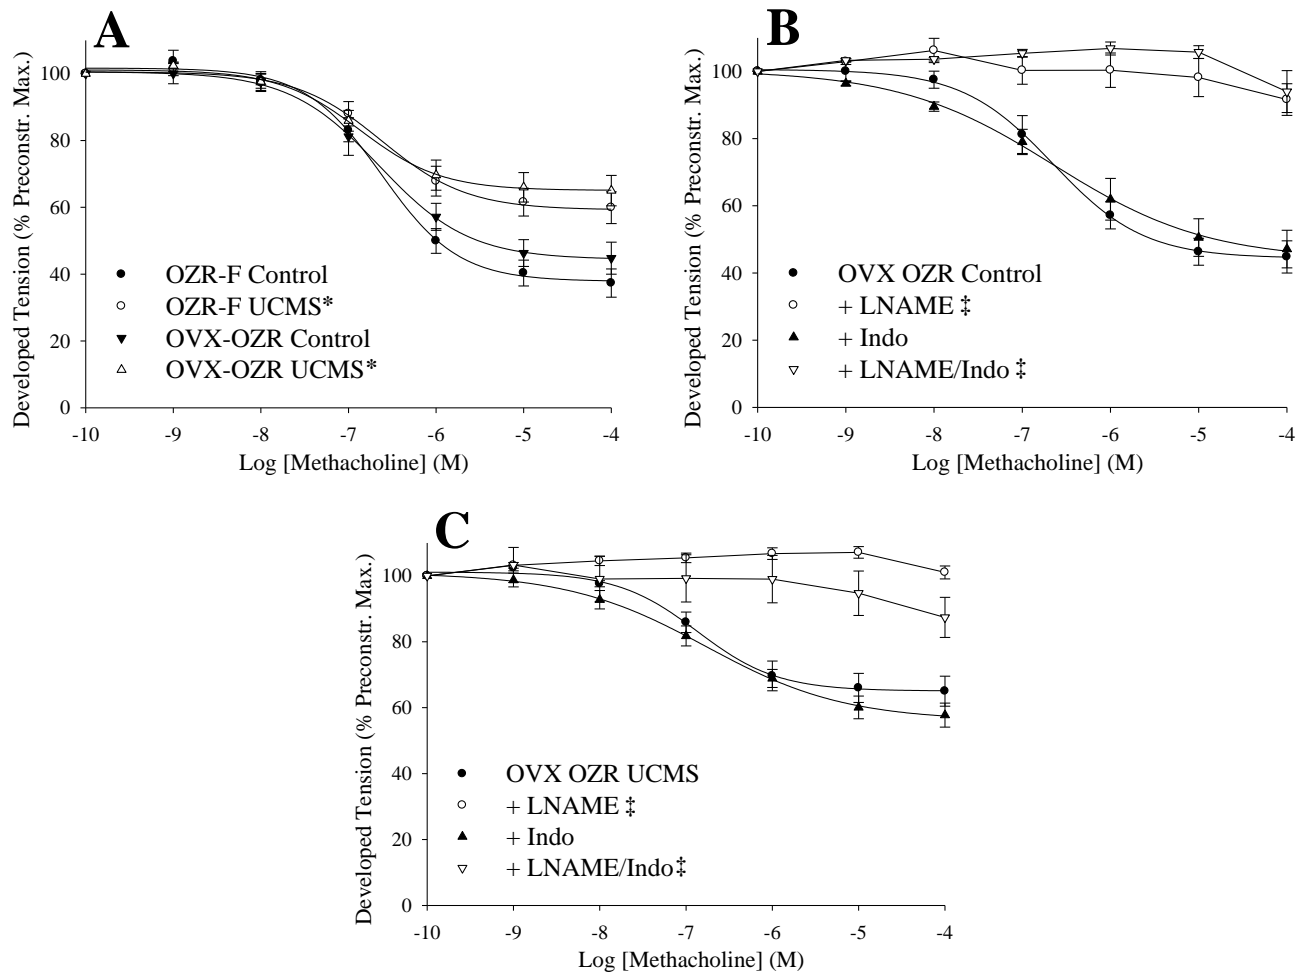 A
Developed Tension (% Preconstr. Max.)
100
80
60
40
20
0
OZR-F Control
OZR-F UCMS*
OVX-OZR Control
OVX-OZR UCMS*
-10 -9 -8 -7 -6 -5 -4
Log [Methacholine] (M)
B
Developed Tension (% Preconstr. Max.)
100
80
60
40
20
0
OVX OZR Control
+ LNAME ‡
+ Indo
+ LNAME/Indo ‡
-10 -9 -8 -7 -6 -5 -4
Log [Methacholine] (M)
C
Developed Tension (% Preconstr. Max.)
100
80
60
40
20
0
OVX OZR UCMS
+ LNAME ‡
+ Indo
+ LNAME/Indo‡
-10 -9 -8 -7 -6 -5 -4
Log [Methacholine] (M)